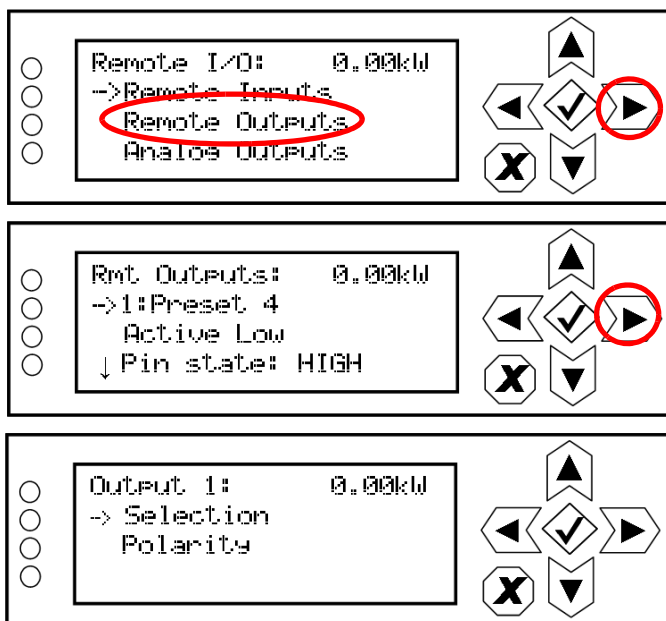 Remote I/O: 0.00kW
->Remote Inputs
Remote Outputs
Analog Outputs
X
Rmt Outputs: 0.00kW
->1:Preset 4
Active Low
↓Pin state: HIGH
X
Output 1: 0.00kW
-> Selection
Polarity
X